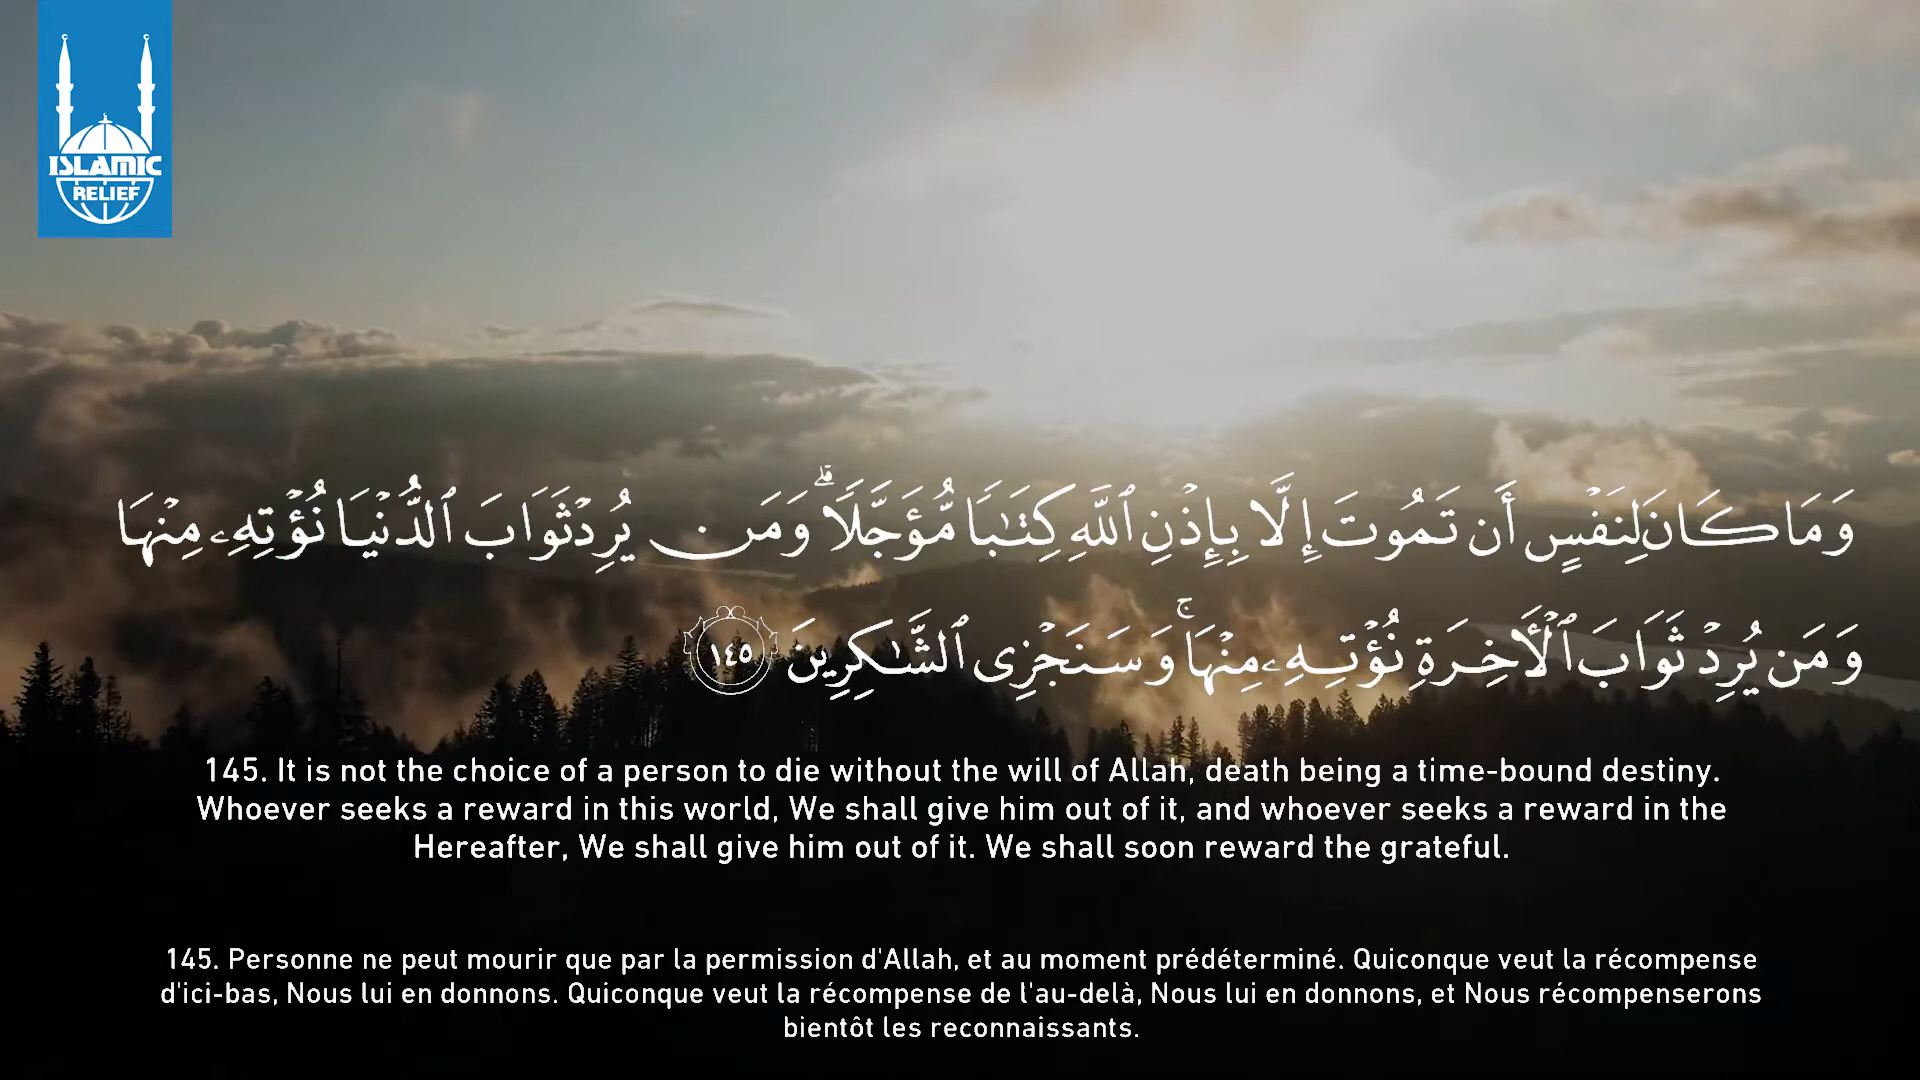 ISLAMIC
RELIEF
وَمَا كَانَ لِنَفْسٍ أَن تَمُوتَ إِلَّا بِإِذْنِ ٱللَّهِ كِتَٰبًا مُّؤَجَّلًا ۗ وَمَن يُرِدْ ثَوَابَ ٱلدُّنْيَا نُؤْتِهِۦ مِنْهَا
وَمَن يُرِدْ ثَوَابَ ٱلْأَخِرَةِ نُؤْتِهِۦ مِنْهَا ۚ وَسَنَجْزِى ٱلشَّٰكِرِينَ ١٤٥
145. It is not the choice of a person to die without the will of Allah, death being a time-bound destiny.
Whoever seeks a reward in this world, We shall give him out of it, and whoever seeks a reward in the
Hereafter, We shall give him out of it. We shall soon reward the grateful.
145. Personne ne peut mourir que par la permission d'Allah, et au moment prédéterminé. Quiconque veut la récompense
d'ici-bas, Nous lui en donnons. Quiconque veut la récompense de l'au-delà, Nous lui en donnons, et Nous récompenserons
bientôt les reconnaissants.